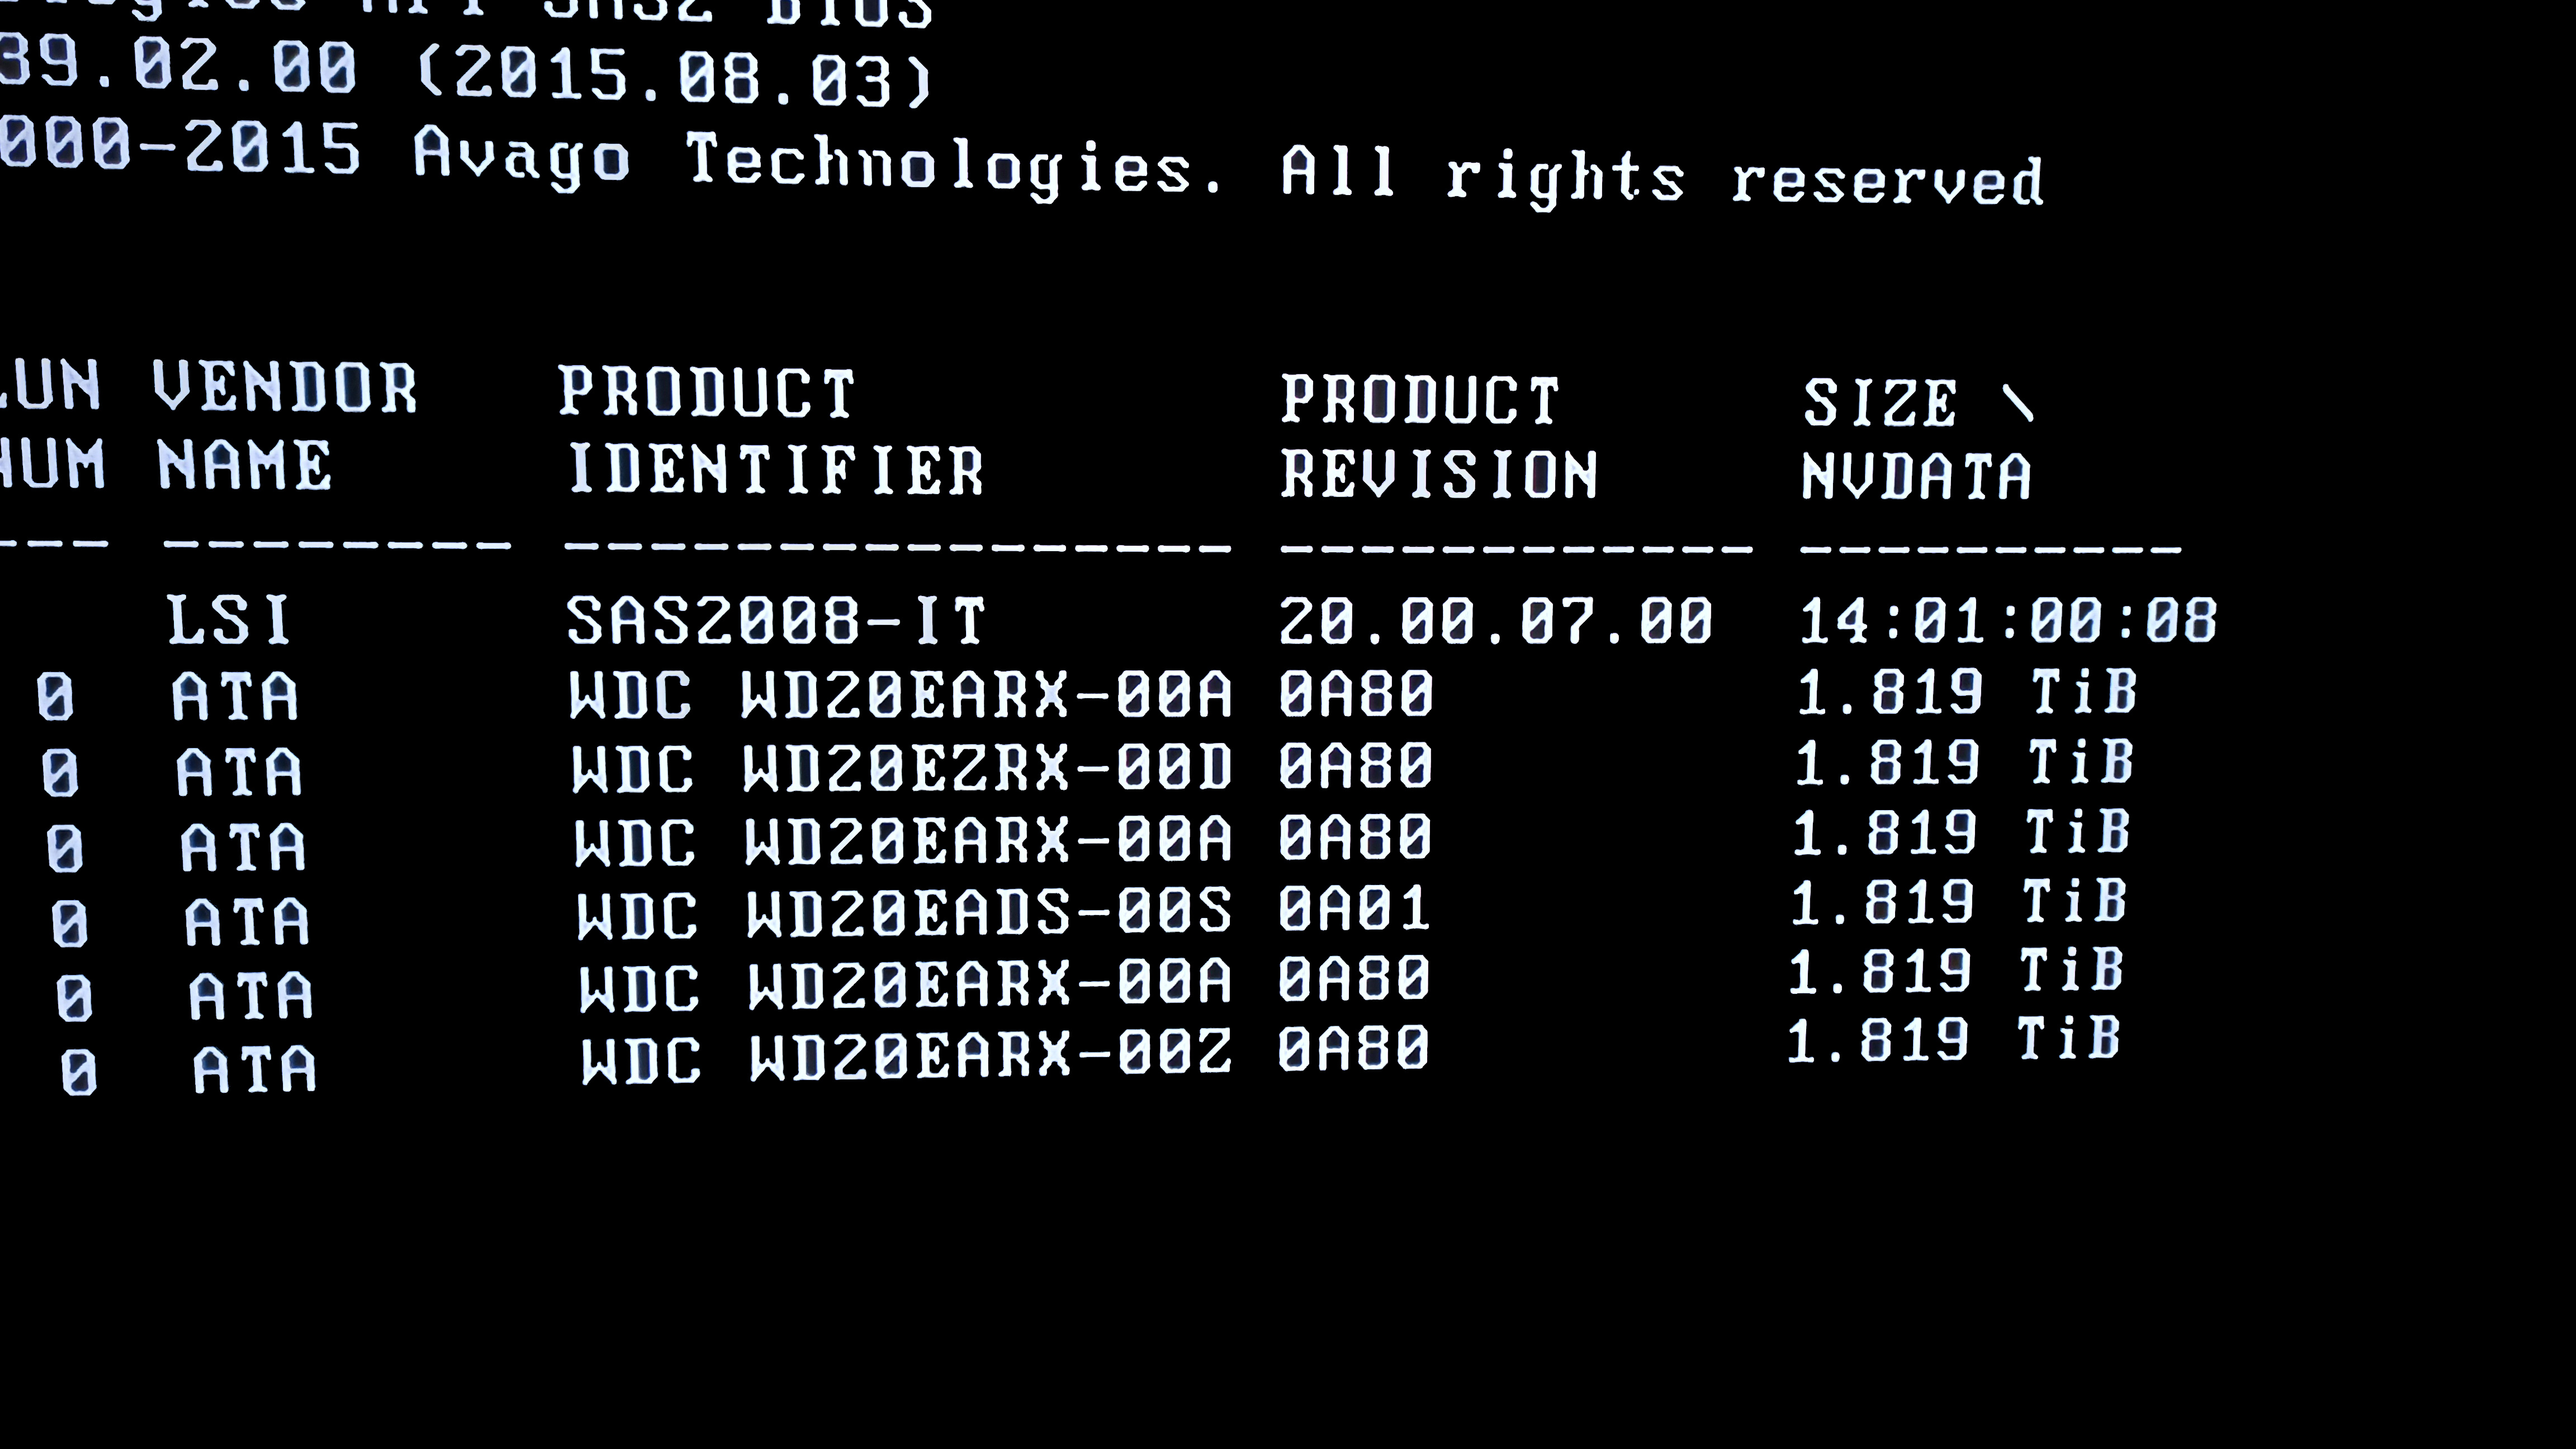 SAS2 BIOS
39.02.00 (2015.08.03)
000-2015 Avago Technologies. All rights reserved
LUN VENDOR PRODUCT PRODUCT SIZE \
NUM NAME IDENTIFIER REVISION NVDATA
--- -------- ---------------- ------------ ----------
LSI SAS2008-IT 20.00.07.00 14:01:00:08
0 ATA WDC WD20EARX-00A 0A80 1.819 TiB
0 ATA WDC WD20EZRX-00D 0A80 1.819 TiB
0 ATA WDC WD20EARX-00A 0A80 1.819 TiB
0 ATA WDC WD20EADS-00S 0A01 1.819 TiB
0 ATA WDC WD20EARX-00A 0A80 1.819 TiB
0 ATA WDC WD20EARX-00Z 0A80 1.819 TiB